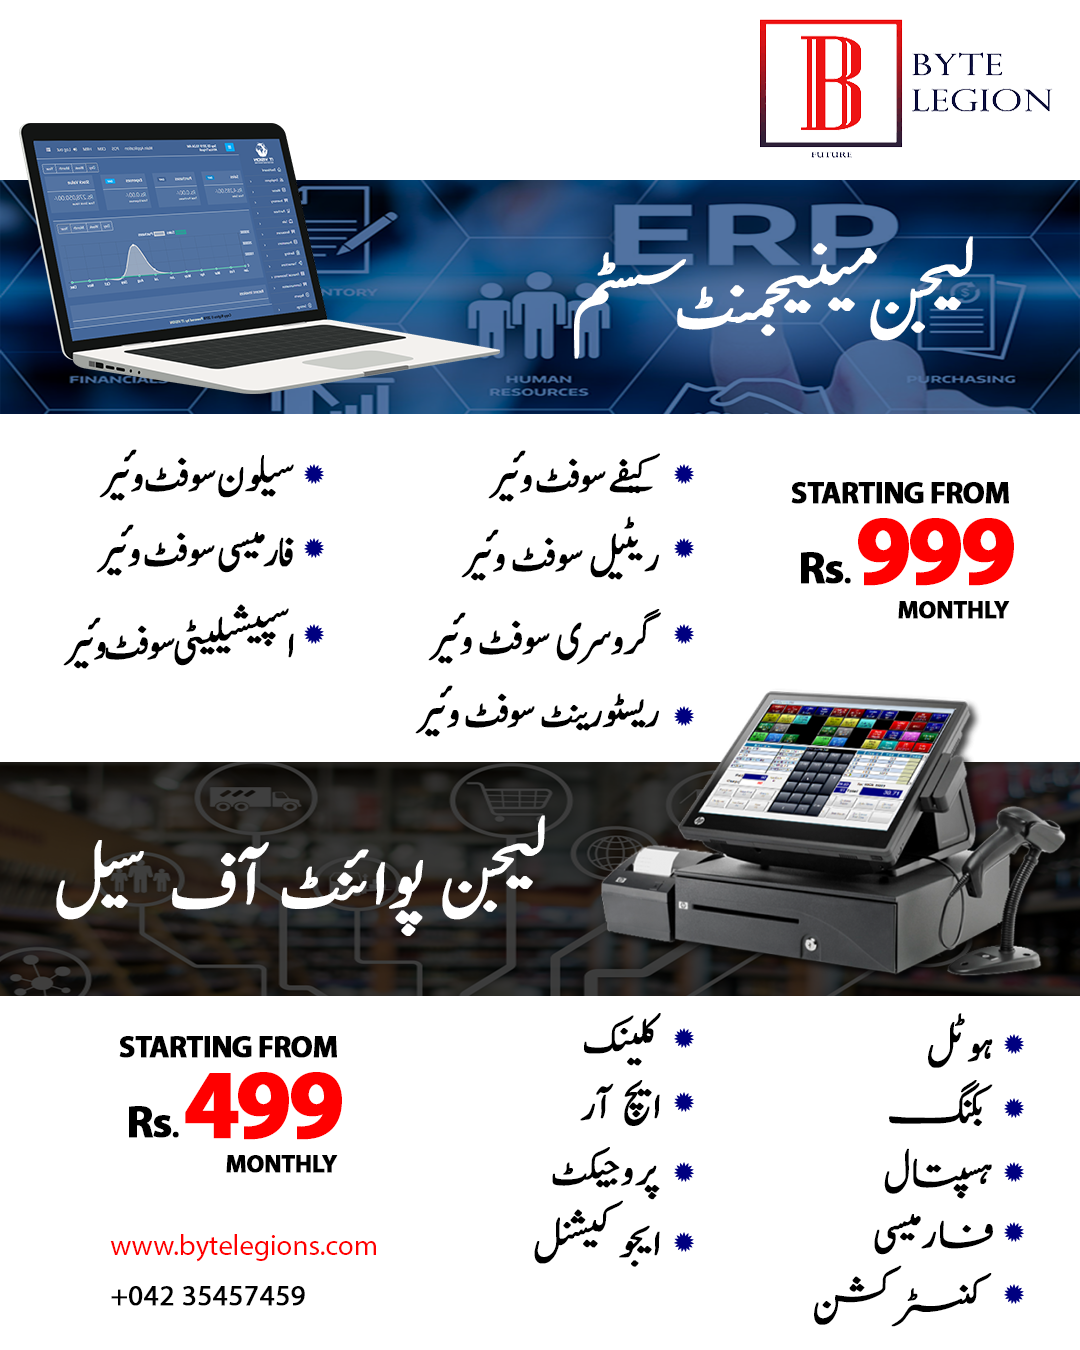 BYTE
LEGION
FUTURE
ERP
لیجن مینیجمنٹ سسٹم
INVENTORY
FINANCIALS
HUMAN
RESOURCES
PURCHASING
کیفے سوفٹ وئیر
ریٹیل سوفٹ وئیر
گروسری سوفٹ وئیر
ریسٹورینٹ سوفٹ وئیر
سیلون سوفٹ وئیر
فارمیسی سوفٹ وئیر
اسپیشیلیٹی سوفٹ وئیر
STARTING FROM
Rs. 999
MONTHLY
لیجن پوائنٹ آف سیل
ہوٹل
بکنگ
ہسپتال
فارمیسی
کنسٹرکشن
کلینک
ایچ آر
پروجیکٹ
ایجوکیشنل
STARTING FROM
Rs. 499
MONTHLY
www.bytelegions.com
+042 35457459